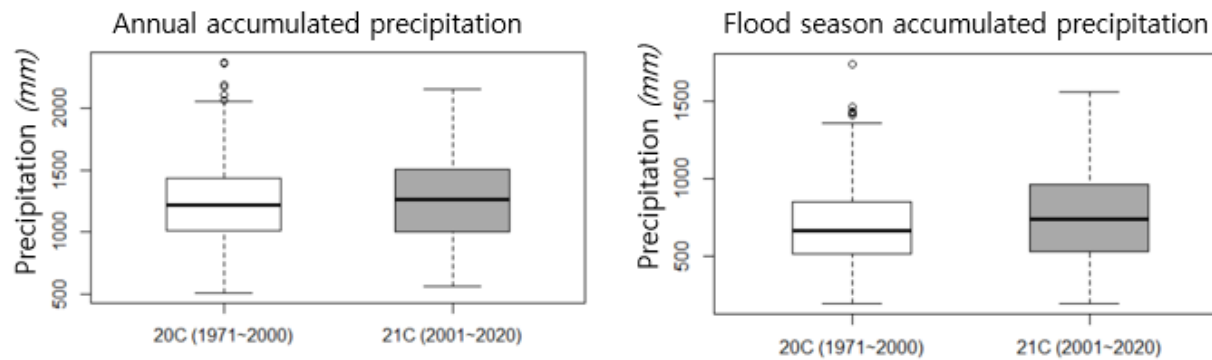 Annual accumulated precipitation
Precipitation (mm)
2000
1500
1000
500
20C (1971~2000)
21C (2001~2020)
Flood season accumulated precipitation
Precipitation (mm)
1500
1000
500
20C (1971~2000)
21C (2001~2020)